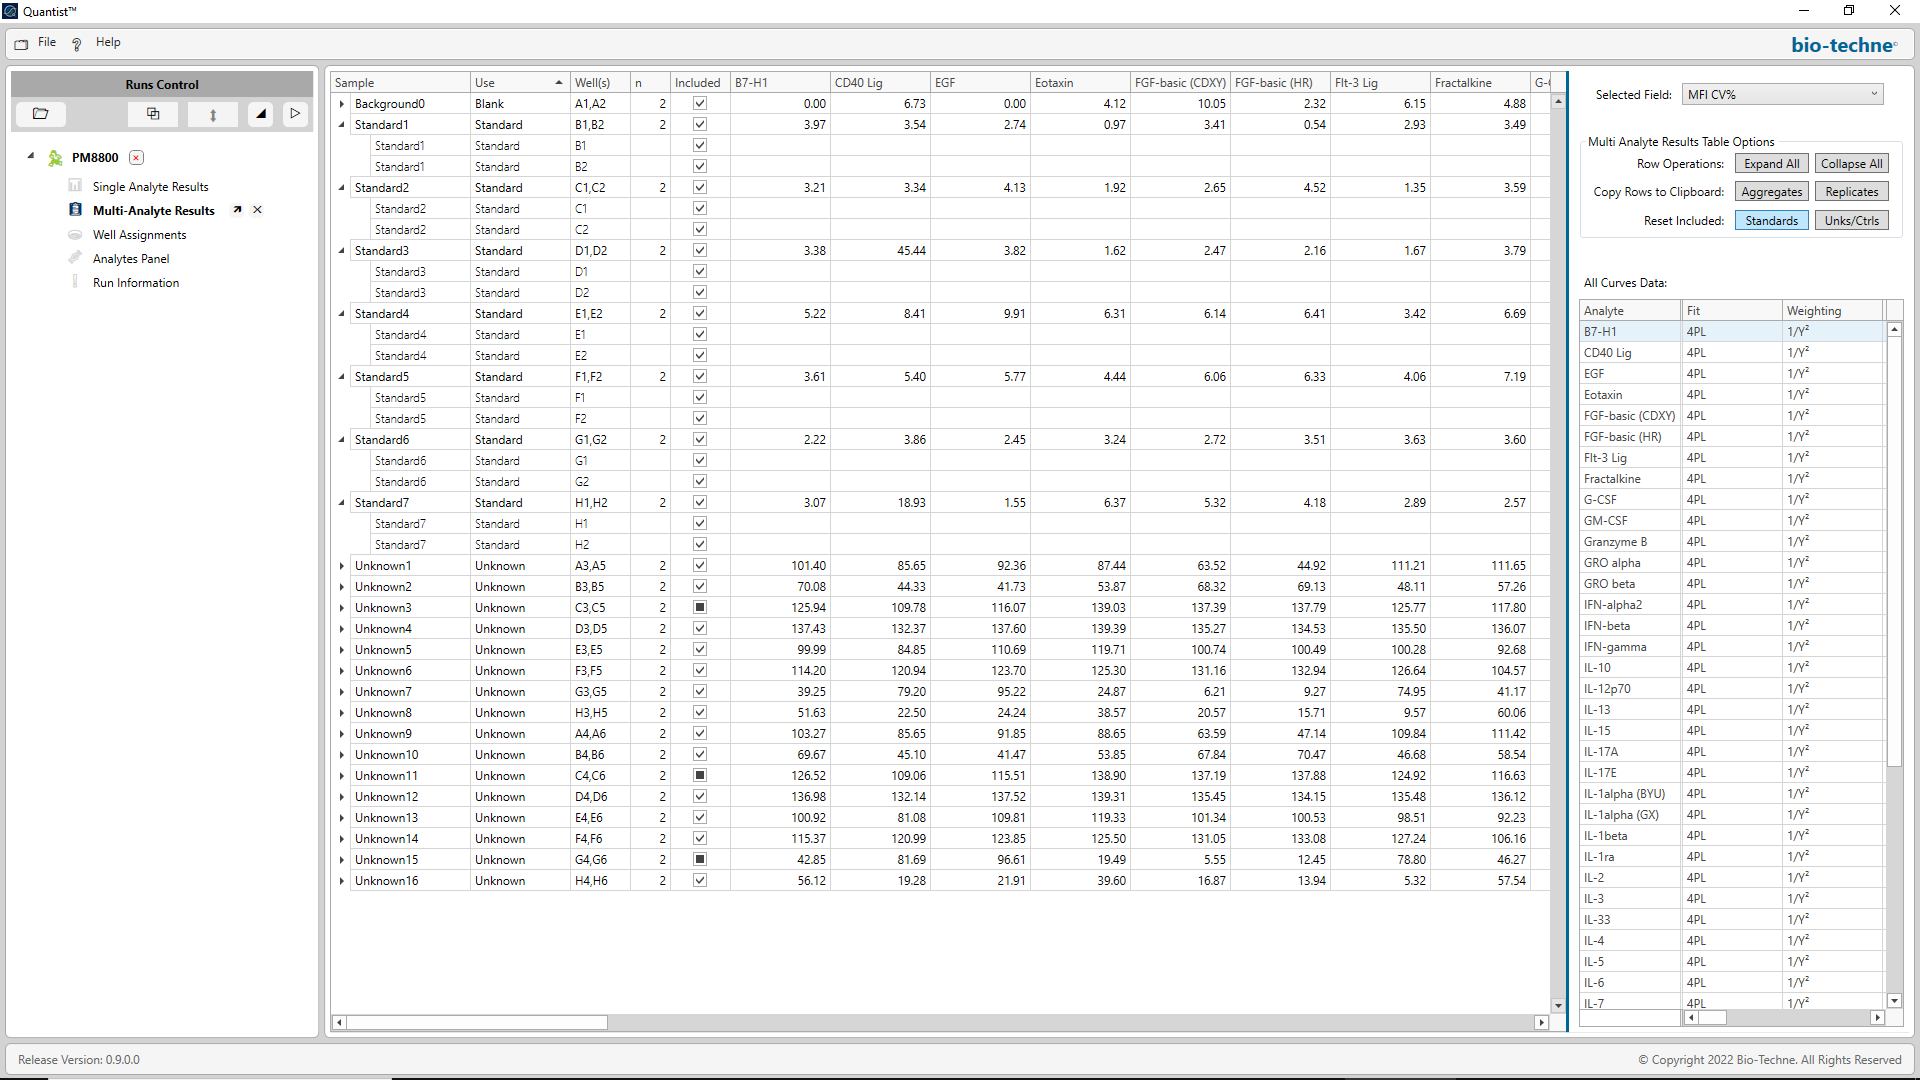 Quantist™
File ? Help
bio-techne
Runs Control
PM8800
Single Analyte Results
Multi-Analyte Results
Well Assignments
Analytes Panel
Run Information
Sample Use Well(s) n Included B7-H1 CD40 Lig EGF Eotaxin FGF-basic (CDXY) FGF-basic (HR) Flt-3 Lig Fractalkine
Background0 Blank A1,A2 2 0.00 6.73 0.00 4.12 10.05 2.32 6.15 4.88
Standard1 Standard B1,B2 2 3.97 3.54 2.74 0.97 3.41 0.54 2.93 3.49
Standard1 Standard B1
Standard1 Standard B2
Standard2 Standard C1,C2 2 3.21 3.34 4.13 1.92 2.65 4.52 1.35 3.59
Standard2 Standard C1
Standard2 Standard C2
Standard3 Standard D1,D2 2 3.38 45.44 3.82 1.62 2.47 2.16 1.67 3.79
Standard3 Standard D1
Standard3 Standard D2
Standard4 Standard E1,E2 2 5.22 8.41 9.91 6.31 6.14 6.41 3.42 6.69
Standard4 Standard E1
Standard4 Standard E2
Standard5 Standard F1,F2 2 3.61 5.40 5.77 4.44 6.06 6.33 4.06 7.19
Standard5 Standard F1
Standard5 Standard F2
Standard6 Standard G1,G2 2 2.22 3.86 2.45 3.24 2.72 3.51 3.63 3.60
Standard6 Standard G1
Standard6 Standard G2
Standard7 Standard H1,H2 2 3.07 18.93 1.55 6.37 5.32 4.18 2.89 2.57
Standard7 Standard H1
Standard7 Standard H2
Unknown1 Unknown A3,A5 2 101.40 85.65 92.36 87.44 63.52 44.92 111.21 111.65
Unknown2 Unknown B3,B5 2 70.08 44.33 41.73 53.87 68.32 69.13 48.11 57.26
Unknown3 Unknown C3,C5 2 125.94 109.78 116.07 139.03 137.39 137.79 125.77 117.80
Unknown4 Unknown D3,D5 2 137.43 132.37 137.60 139.39 135.27 134.53 135.50 136.07
Unknown5 Unknown E3,E5 2 99.99 84.85 110.69 119.71 100.74 100.49 100.28 92.68
Unknown6 Unknown F3,F5 2 114.20 120.94 123.70 125.30 131.16 132.94 126.64 104.57
Unknown7 Unknown G3,G5 2 39.25 79.20 95.22 24.87 6.21 9.27 74.95 41.17
Unknown8 Unknown H3,H5 2 51.63 22.50 24.24 38.57 20.57 15.71 9.57 60.06
Unknown9 Unknown A4,A6 2 103.27 85.65 91.85 88.65 63.59 47.14 109.84 111.42
Unknown10 Unknown B4,B6 2 69.67 45.10 41.47 53.85 67.84 70.47 46.68 58.54
Unknown11 Unknown C4,C6 2 126.52 109.06 115.51 138.90 137.19 137.88 124.92 116.63
Unknown12 Unknown D4,D6 2 136.98 132.14 137.52 139.31 135.45 134.15 135.48 136.12
Unknown13 Unknown E4,E6 2 100.92 81.08 109.81 119.33 101.34 100.53 98.51 92.23
Unknown14 Unknown F4,F6 2 115.37 120.99 123.85 125.50 131.05 133.08 127.24 106.16
Unknown15 Unknown G4,G6 2 42.85 81.69 96.61 19.49 5.55 12.45 78.80 46.27
Unknown16 Unknown H4,H6 2 56.12 19.28 21.91 39.60 16.87 13.94 5.32 57.54
Selected Field: MFI CV%
Multi Analyte Results Table Options
Row Operations: Expand All Collapse All
Copy Rows to Clipboard: Aggregates Replicates
Reset Included: Standards Unks/Ctrls
All Curves Data:
Analyte Fit Weighting
B7-H1 4PL 1/Y²
CD40 Lig 4PL 1/Y²
EGF 4PL 1/Y²
Eotaxin 4PL 1/Y²
FGF-basic (CDXY) 4PL 1/Y²
FGF-basic (HR) 4PL 1/Y²
Flt-3 Lig 4PL 1/Y²
Fractalkine 4PL 1/Y²
G-CSF 4PL 1/Y²
GM-CSF 4PL 1/Y²
Granzyme B 4PL 1/Y²
GRO alpha 4PL 1/Y²
GRO beta 4PL 1/Y²
IFN-alpha2 4PL 1/Y²
IFN-beta 4PL 1/Y²
IFN-gamma 4PL 1/Y²
IL-10 4PL 1/Y²
IL-12p70 4PL 1/Y²
IL-13 4PL 1/Y²
IL-15 4PL 1/Y²
IL-17A 4PL 1/Y²
IL-17E 4PL 1/Y²
IL-1alpha (BYU) 4PL 1/Y²
IL-1alpha (GX) 4PL 1/Y²
IL-1beta 4PL 1/Y²
IL-1ra 4PL 1/Y²
IL-2 4PL 1/Y²
IL-3 4PL 1/Y²
IL-33 4PL 1/Y²
IL-4 4PL 1/Y²
IL-5 4PL 1/Y²
IL-6 4PL 1/Y²
IL-7 4PL 1/Y²
Release Version: 0.9.0.0
© Copyright 2022 Bio-Techne. All Rights Reserved